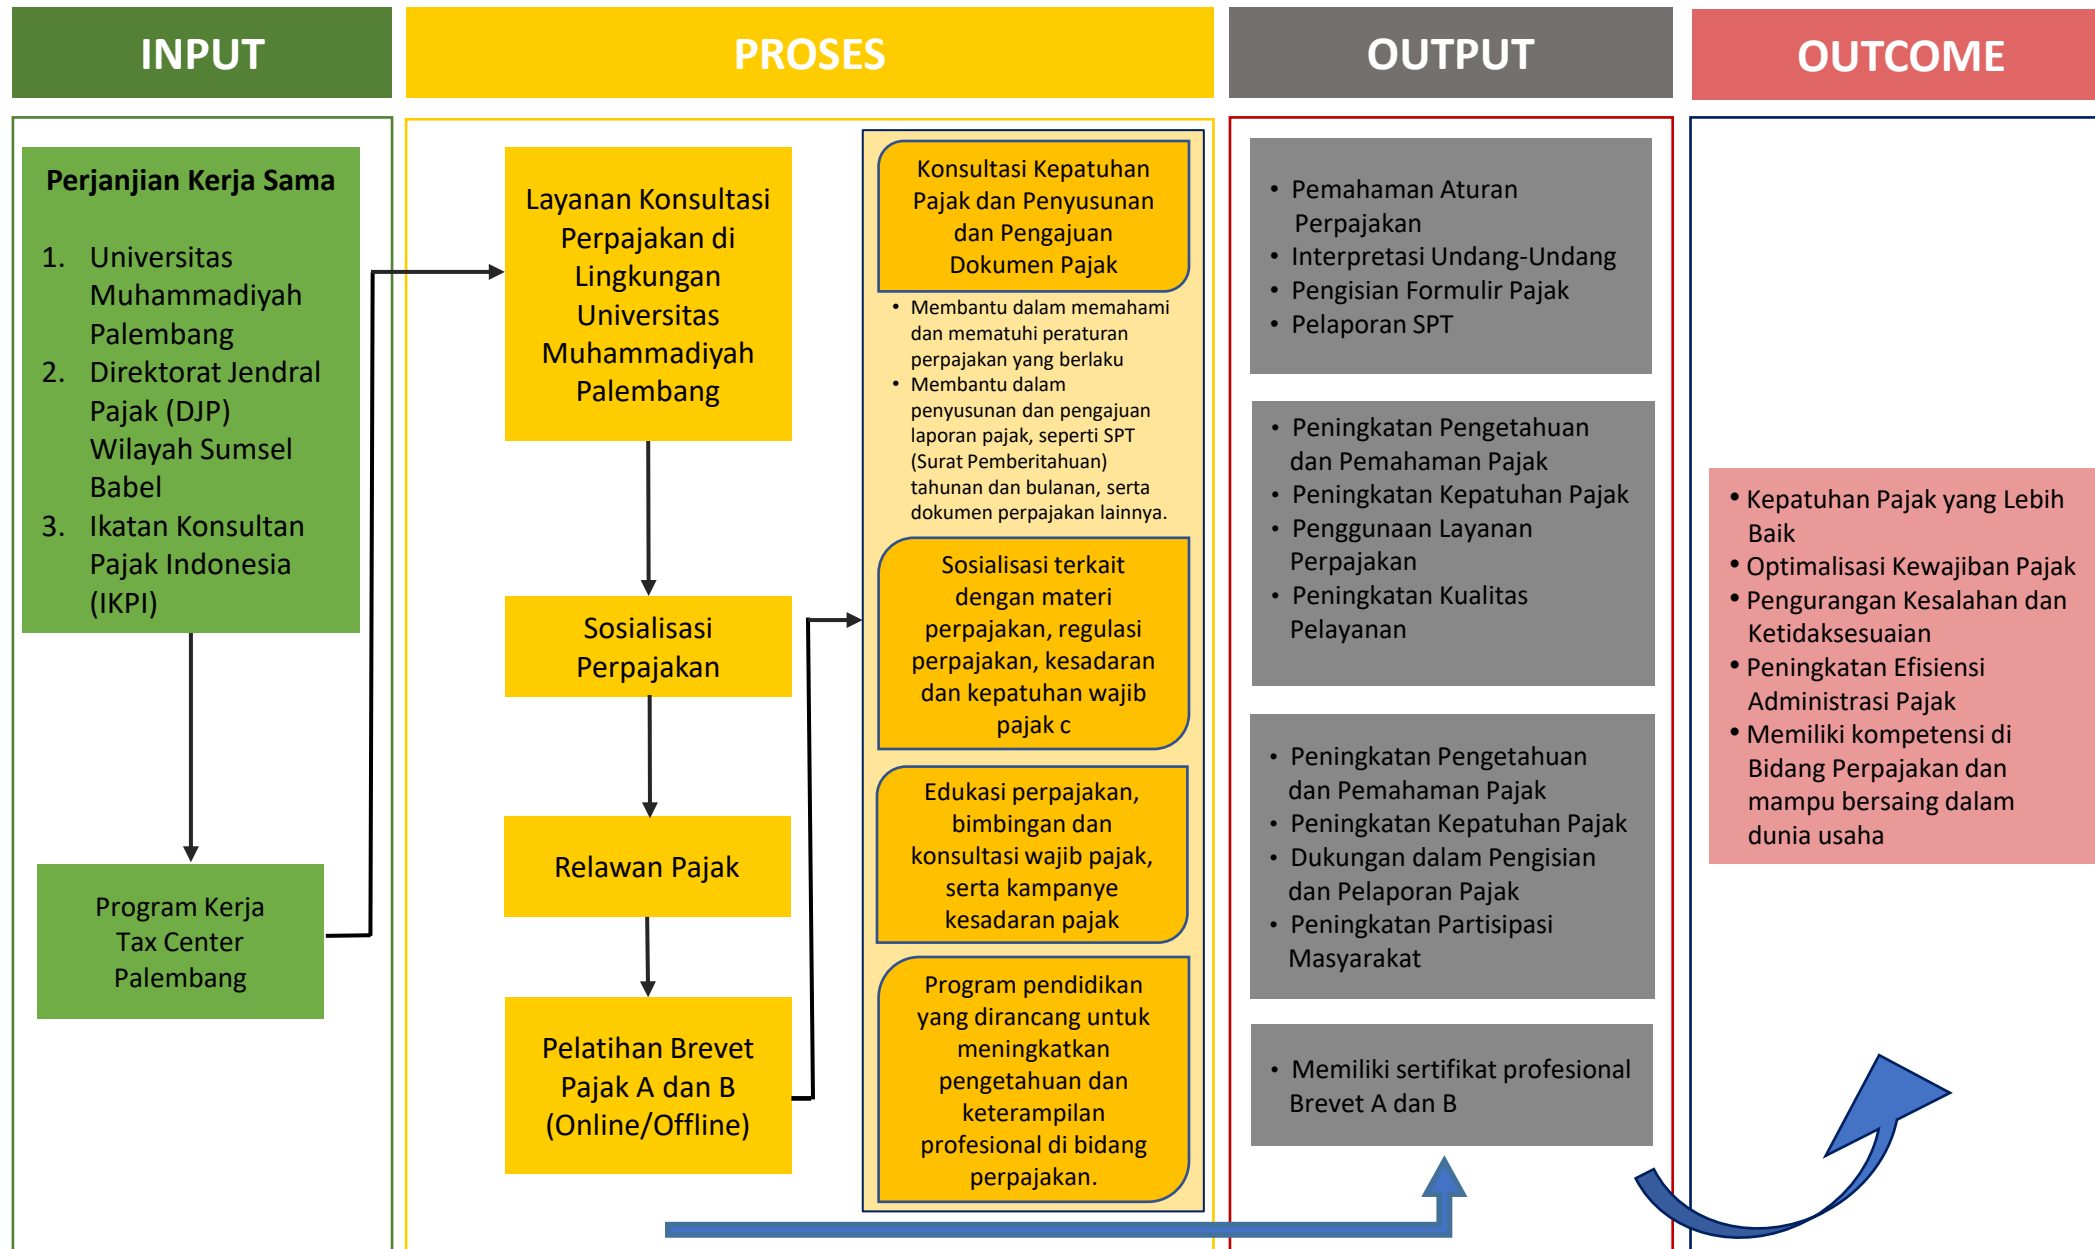 INPUT
PROSES
OUTPUT
OUTCOME
Perjanjian Kerja Sama
1. Universitas
Muhammadiyah
Palembang
2. Direktorat Jendral
Pajak (DJP)
Wilayah Sumsel
Babel
3. Ikatan Konsultan
Pajak Indonesia
(IKPI)
Program Kerja
Tax Center
Palembang
Layanan Konsultasi
Perpajakan di
Lingkungan
Universitas
Muhammadiyah
Palembang
Sosialisasi
Perpajakan
Relawan Pajak
Pelatihan Brevet
Pajak A dan B
(Online/Offline)
Konsultasi Kepatuhan
Pajak dan Penyusunan
dan Pengajuan
Dokumen Pajak
• Membantu dalam memahami
dan mematuhi peraturan
perpajakan yang berlaku
• Membantu dalam
penyusunan dan pengajuan
laporan pajak, seperti SPT
(Surat Pemberitahuan)
tahunan dan bulanan, serta
dokumen perpajakan lainnya.
Sosialisasi terkait
dengan materi
perpajakan, regulasi
perpajakan, kesadaran
dan kepatuhan wajib
pajak c
Edukasi perpajakan,
bimbingan dan
konsultasi wajib pajak,
serta kampanye
kesadaran pajak
Program pendidikan
yang dirancang untuk
meningkatkan
pengetahuan dan
keterampilan
profesional di bidang
perpajakan.
• Pemahaman Aturan
Perpajakan
• Interpretasi Undang-Undang
• Pengisian Formulir Pajak
• Pelaporan SPT
• Peningkatan Pengetahuan
dan Pemahaman Pajak
• Peningkatan Kepatuhan Pajak
• Penggunaan Layanan
Perpajakan
• Peningkatan Kualitas
Pelayanan
• Peningkatan Pengetahuan
dan Pemahaman Pajak
• Peningkatan Kepatuhan Pajak
• Dukungan dalam Pengisian
dan Pelaporan Pajak
• Peningkatan Partisipasi
Masyarakat
• Memiliki sertifikat profesional
Brevet A dan B
• Kepatuhan Pajak yang Lebih
Baik
• Optimalisasi Kewajiban Pajak
• Pengurangan Kesalahan dan
Ketidaksesuaian
• Peningkatan Efisiensi
Administrasi Pajak
• Memiliki kompetensi di
Bidang Perpajakan dan
mampu bersaing dalam
dunia usaha